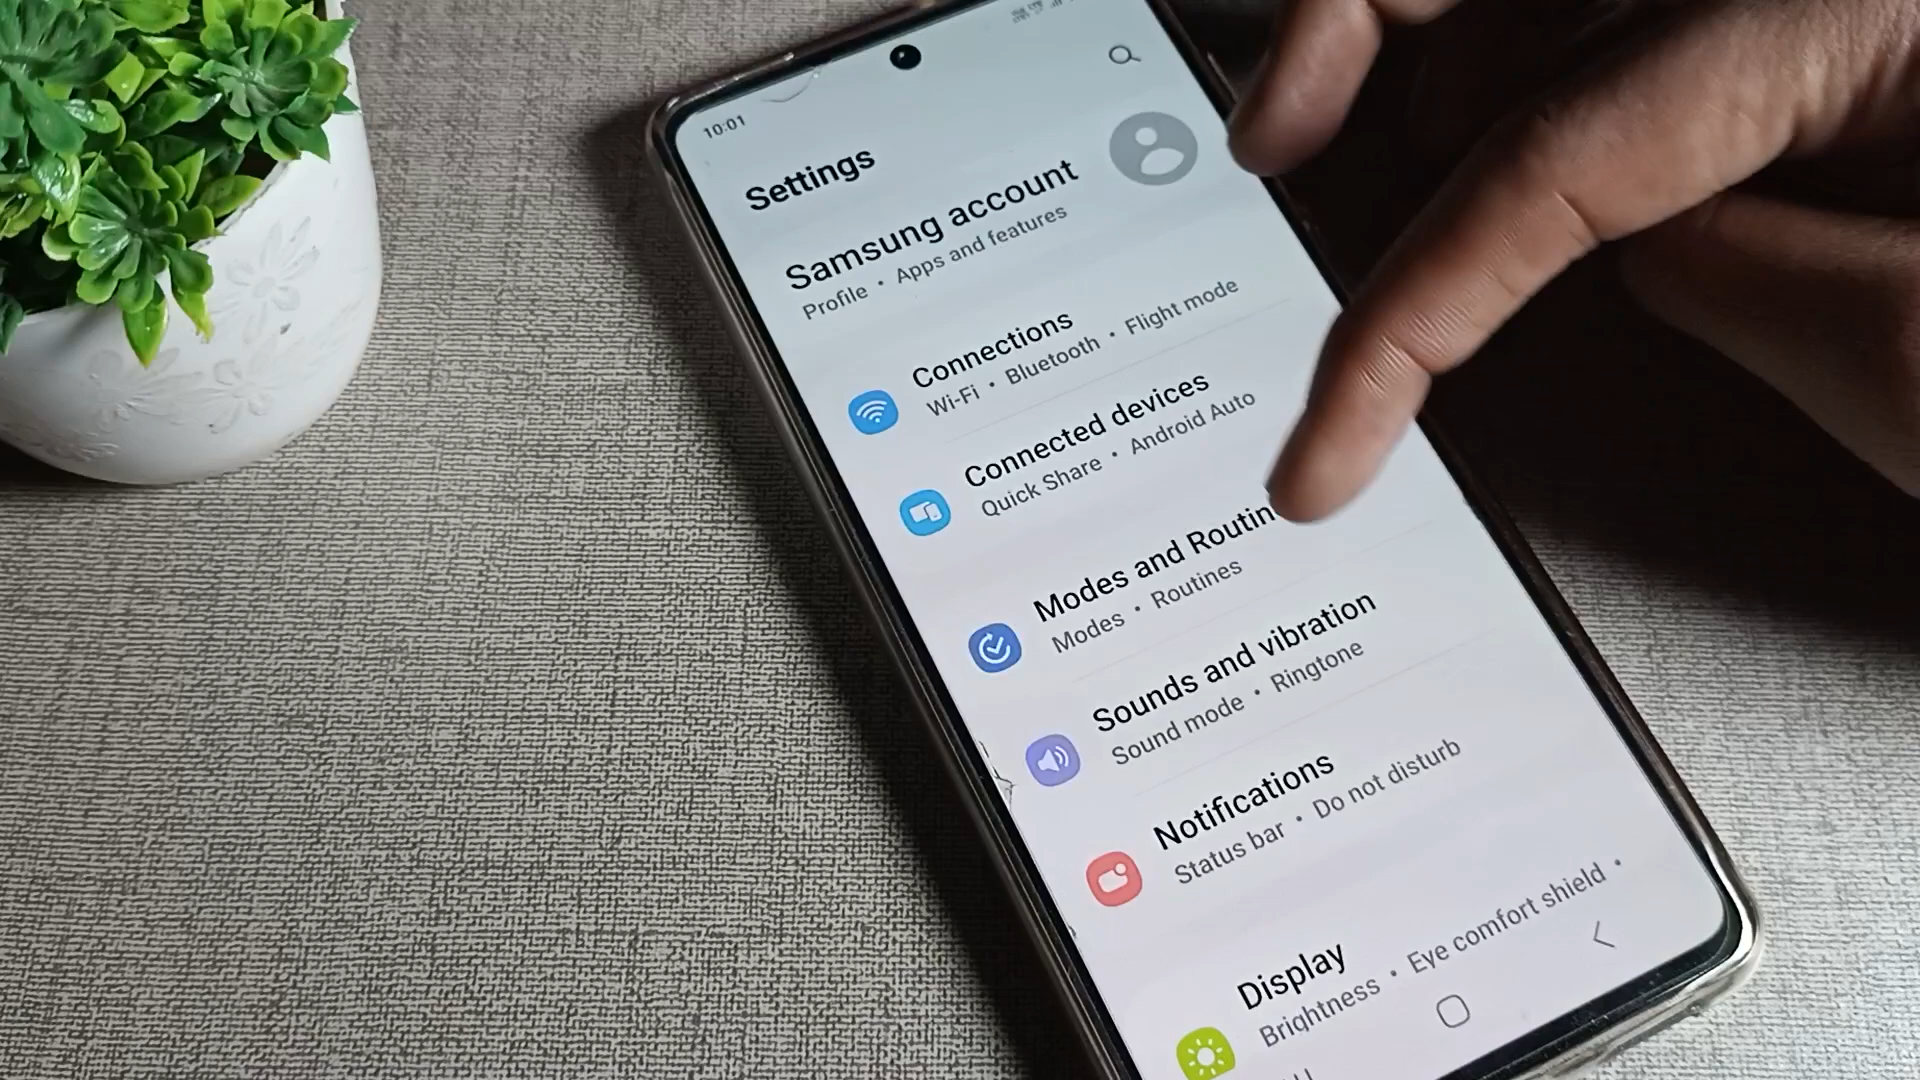 10:01
Settings
Samsung account
Profile • Apps and features
Connections
Wi-Fi • Bluetooth • Flight mode
Connected devices
Quick Share • Android Auto
Modes and Routin
Modes • Routines
Sounds and vibration
Sound mode • Ringtone
Notifications
Status bar • Do not disturb
Display
Brightness • Eye comfort shield •